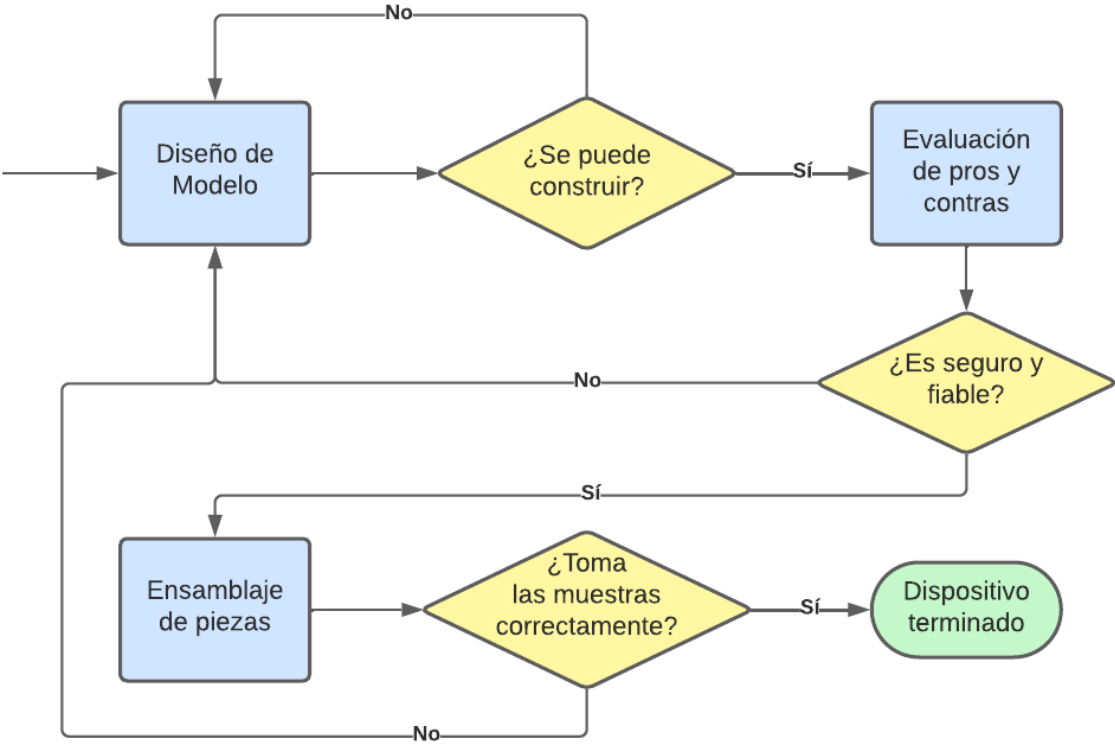 No
Diseño de
Modelo
¿Se puede
construir?
Sí
Evaluación
de pros y
contras
¿Es seguro y
fiable?
No
Sí
Ensamblaje
de piezas
¿Toma
las muestras
correctamente?
Sí
Dispositivo
terminado
No